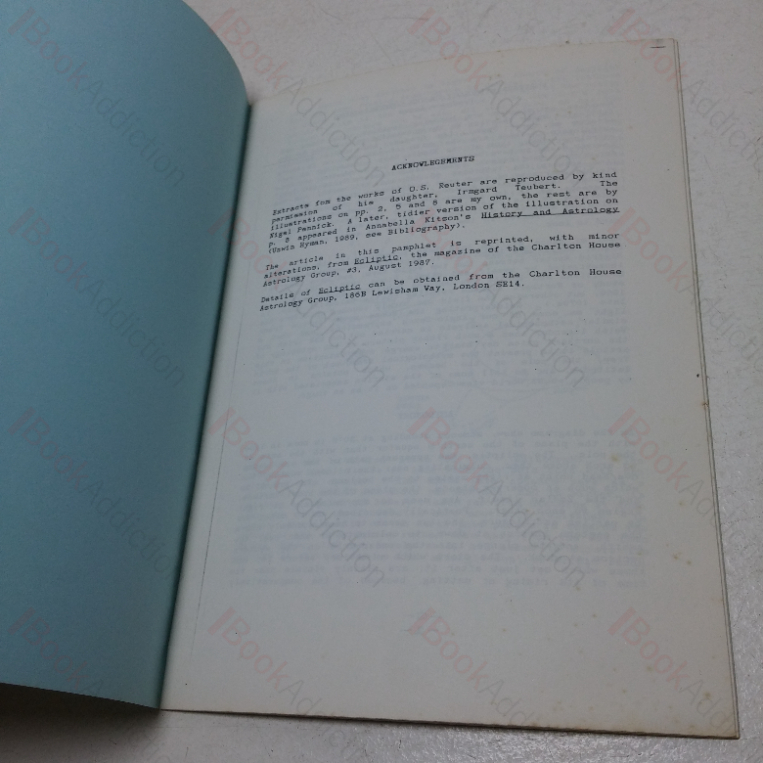 ACKNOWLEGEMENTS
Extracts fom the works of O.S. Reuter are reproduced by kind
permission of his daughter, Irmgard Teubert. The
illustrations on pp. 2, 5 and 8 are my own, the rest are by
Nigel Pennick. A later, tidier version of the illustration on
p. 8 appeared in Annabella Kitson's History and Astrology
(Unwin Hyman, 1989, see Bibliography).
The article in this pamphlet is reprinted, with minor
alterations, from Ecliptic, the magazine of the Charlton House
Astrology Group, #3, August 1987.
Details of Ecliptic can be obtained from the Charlton House
Astrology Group, 186B Lewisham Way, London SE14.
BookAddiction